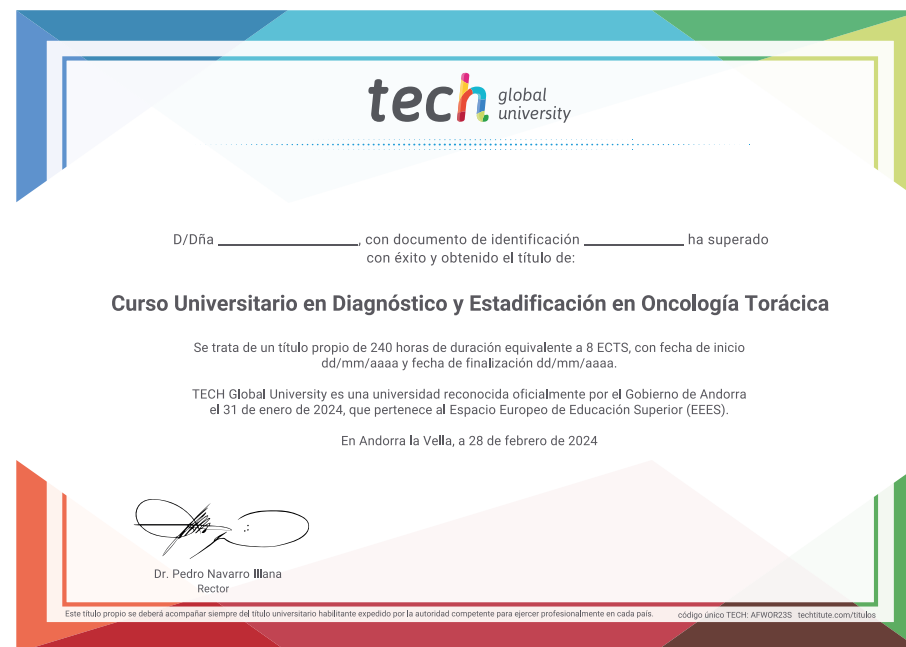 tech global university
D/Dña ____________________, con documento de identificación ______________ ha superado
con éxito y obtenido el título de:
Curso Universitario en Diagnóstico y Estadificación en Oncología Torácica
Se trata de un título propio de 240 horas de duración equivalente a 8 ECTS, con fecha de inicio
dd/mm/aaaa y fecha de finalización dd/mm/aaaa.
TECH Global University es una universidad reconocida oficialmente por el Gobierno de Andorra
el 31 de enero de 2024, que pertenece al Espacio Europeo de Educación Superior (EEES).
En Andorra la Vella, a 28 de febrero de 2024
Dr. Pedro Navarro Illana
Rector
Este título propio se deberá acompañar siempre del título universitario habilitante expedido por la autoridad competente para ejercer profesionalmente en cada país.
código único TECH: AFWOR23S techtitute.com/titulos